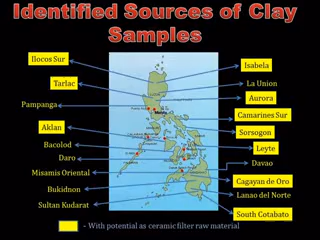 Identified Sources of Clay
Samples
Ilocos Sur
Tarlac
Pampanga
Aklan
Bacolod
Daro
Misamis Oriental
Bukidnon
Sultan Kudarat
Isabela
La Union
Aurora
Camarines Sur
Sorsogon
Leyte
Davao
Cagayan de Oro
Lanao del Norte
South Cotabato
- With potential as ceramic filter raw material